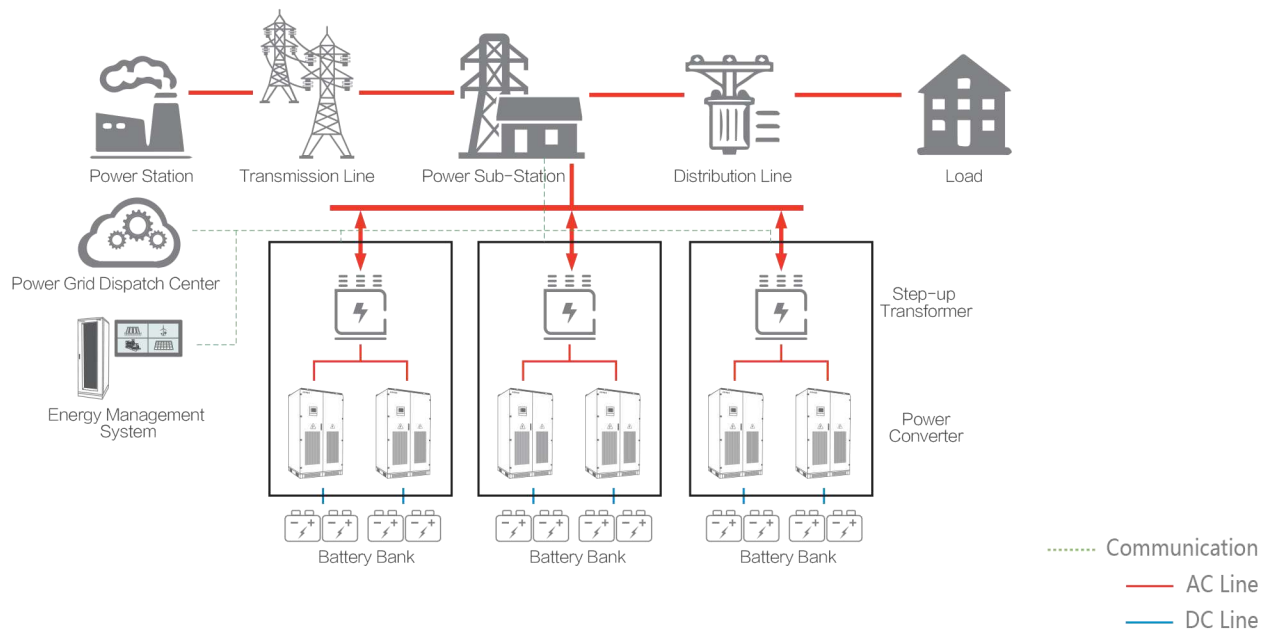 Power Station
Transmission Line
Power Sub-Station
Distribution Line
Load
Power Grid Dispatch Center
Step-up
Transformer
Energy Management
System
Power
Converter
Battery Bank
Battery Bank
Battery Bank
Communication
AC Line
DC Line